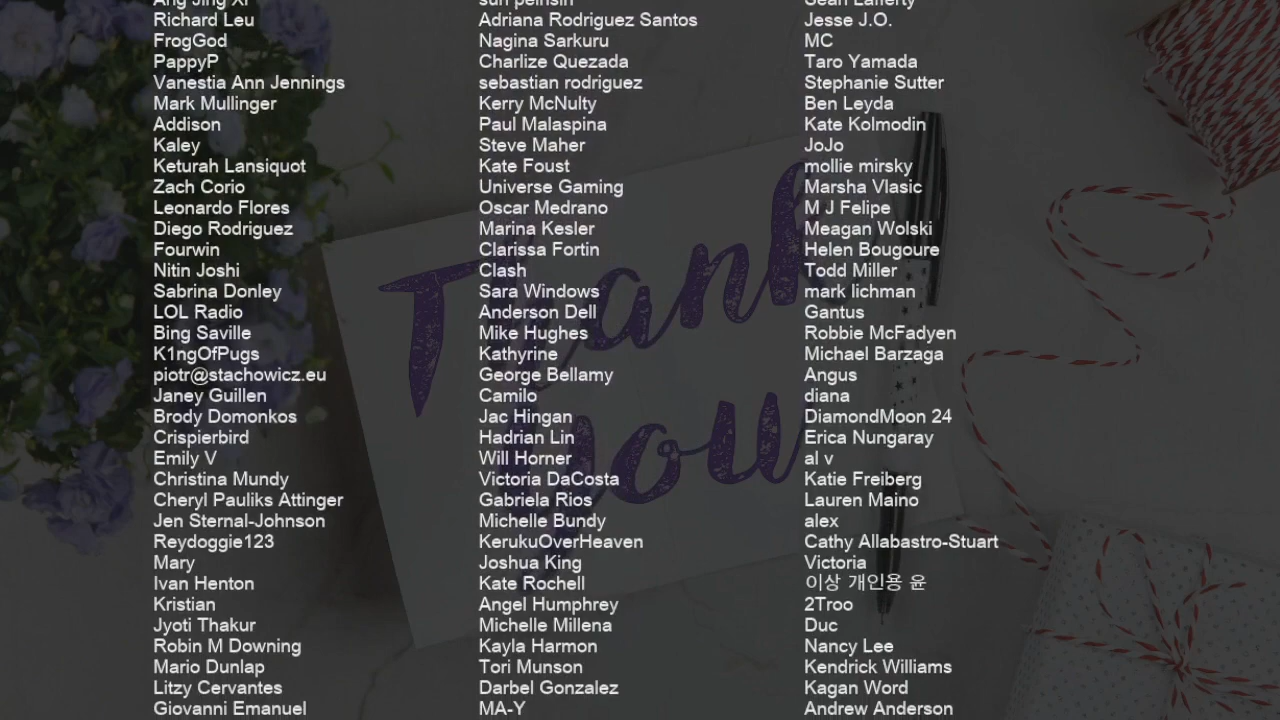 Ang Jing Xi
Richard Leu
FrogGod
PappyP
Vanestia Ann Jennings
Mark Mullinger
Addison
Kaley
Keturah Lansiquot
Zach Corio
Leonardo Flores
Diego Rodriguez
Fourwin
Nitin Joshi
Sabrina Donley
LOL Radio
Bing Saville
K1ngOfPugs
piotr@stachowicz.eu
Janey Guillen
Brody Domonkos
Crispierbird
Emily V
Christina Mundy
Cheryl Pauliks Attinger
Jen Sternal-Johnson
Reydoggie123
Mary
Ivan Henton
Kristian
Jyoti Thakur
Robin M Downing
Mario Dunlap
Litzy Cervantes
Giovanni Emanuel
sun peinsin
Adriana Rodriguez Santos
Nagina Sarkuru
Charlize Quezada
sebastian rodriguez
Kerry McNulty
Paul Malaspina
Steve Maher
Kate Foust
Universe Gaming
Oscar Medrano
Marina Kesler
Clarissa Fortin
Clash
Sara Windows
Anderson Dell
Mike Hughes
Kathyrine
George Bellamy
Camilo
Jac Hingan
Hadrian Lin
Will Horner
Victoria DaCosta
Gabriela Rios
Michelle Bundy
KerukuOverHeaven
Joshua King
Kate Rochell
Angel Humphrey
Michelle Millena
Kayla Harmon
Tori Munson
Darbel Gonzalez
MA-Y
Sean Lafferty
Jesse J.O.
MC
Taro Yamada
Stephanie Sutter
Ben Leyda
Kate Kolmodin
JoJo
mollie mirsky
Marsha Vlasic
M J Felipe
Meagan Wolski
Helen Bougoure
Todd Miller
mark lichman
Gantus
Robbie McFadyen
Michael Barzaga
Angus
diana
DiamondMoon 24
Erica Nungaray
al v
Katie Freiberg
Lauren Maino
alex
Cathy Allabastro-Stuart
Victoria
이상 개인용 윤
2Troo
Duc
Nancy Lee
Kendrick Williams
Kagan Word
Andrew Anderson
Thank
you